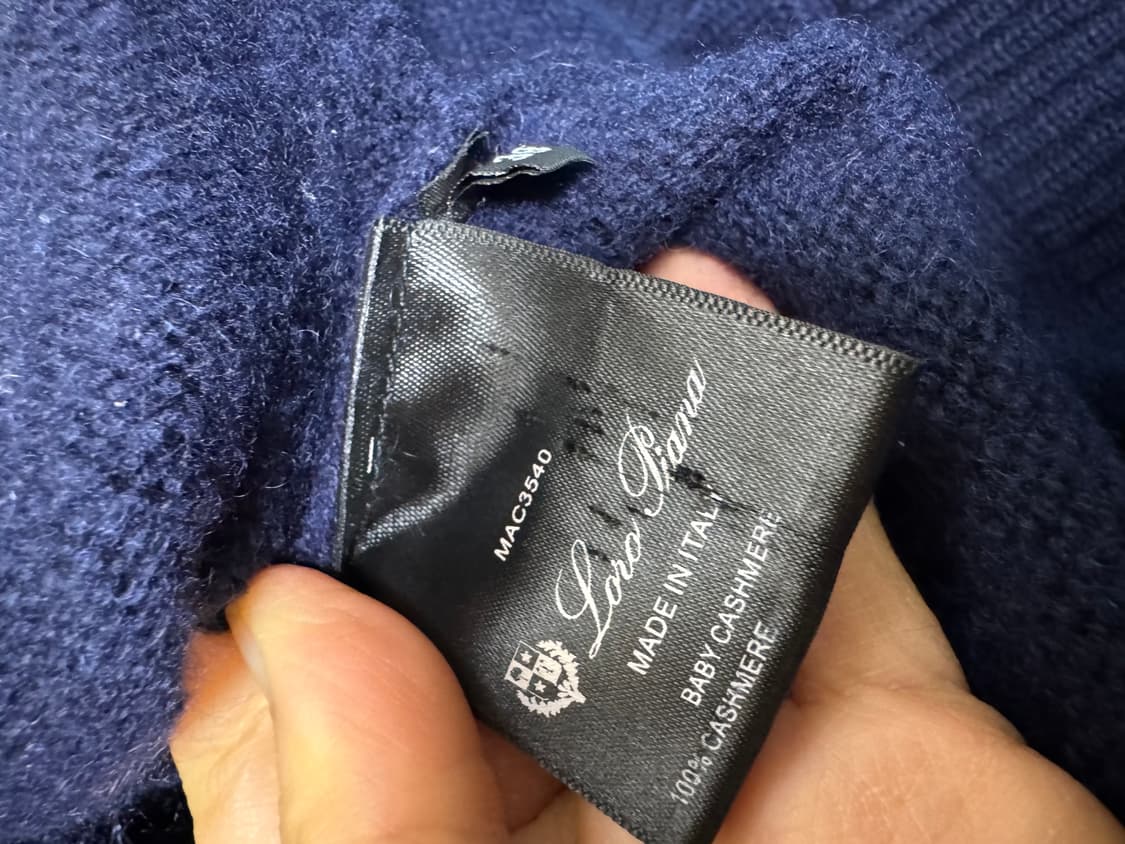 MAC3540
Loro Piana
MADE IN ITALY
BABY CASHMERE
100% CASHMERE